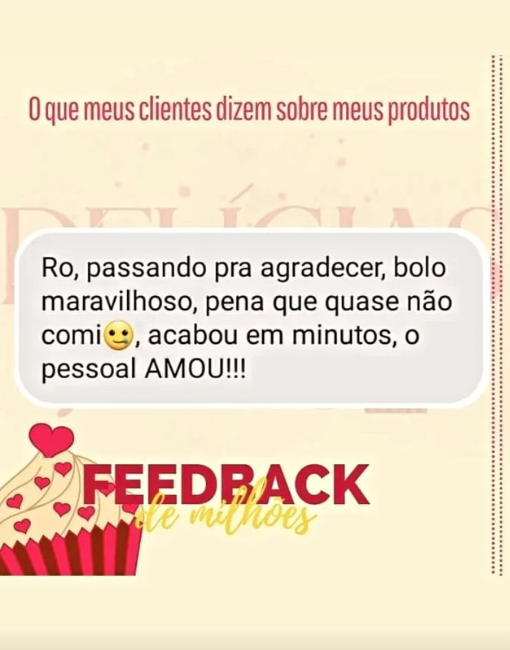 O que meus clientes dizem sobre meus produtos
DELÍCIAS
Ro, passando pra agradecer, bolo
maravilhoso, pena que quase não
comi🥲, acabou em minutos, o
pessoal AMOU!!!
FEEDBACK
de milhões